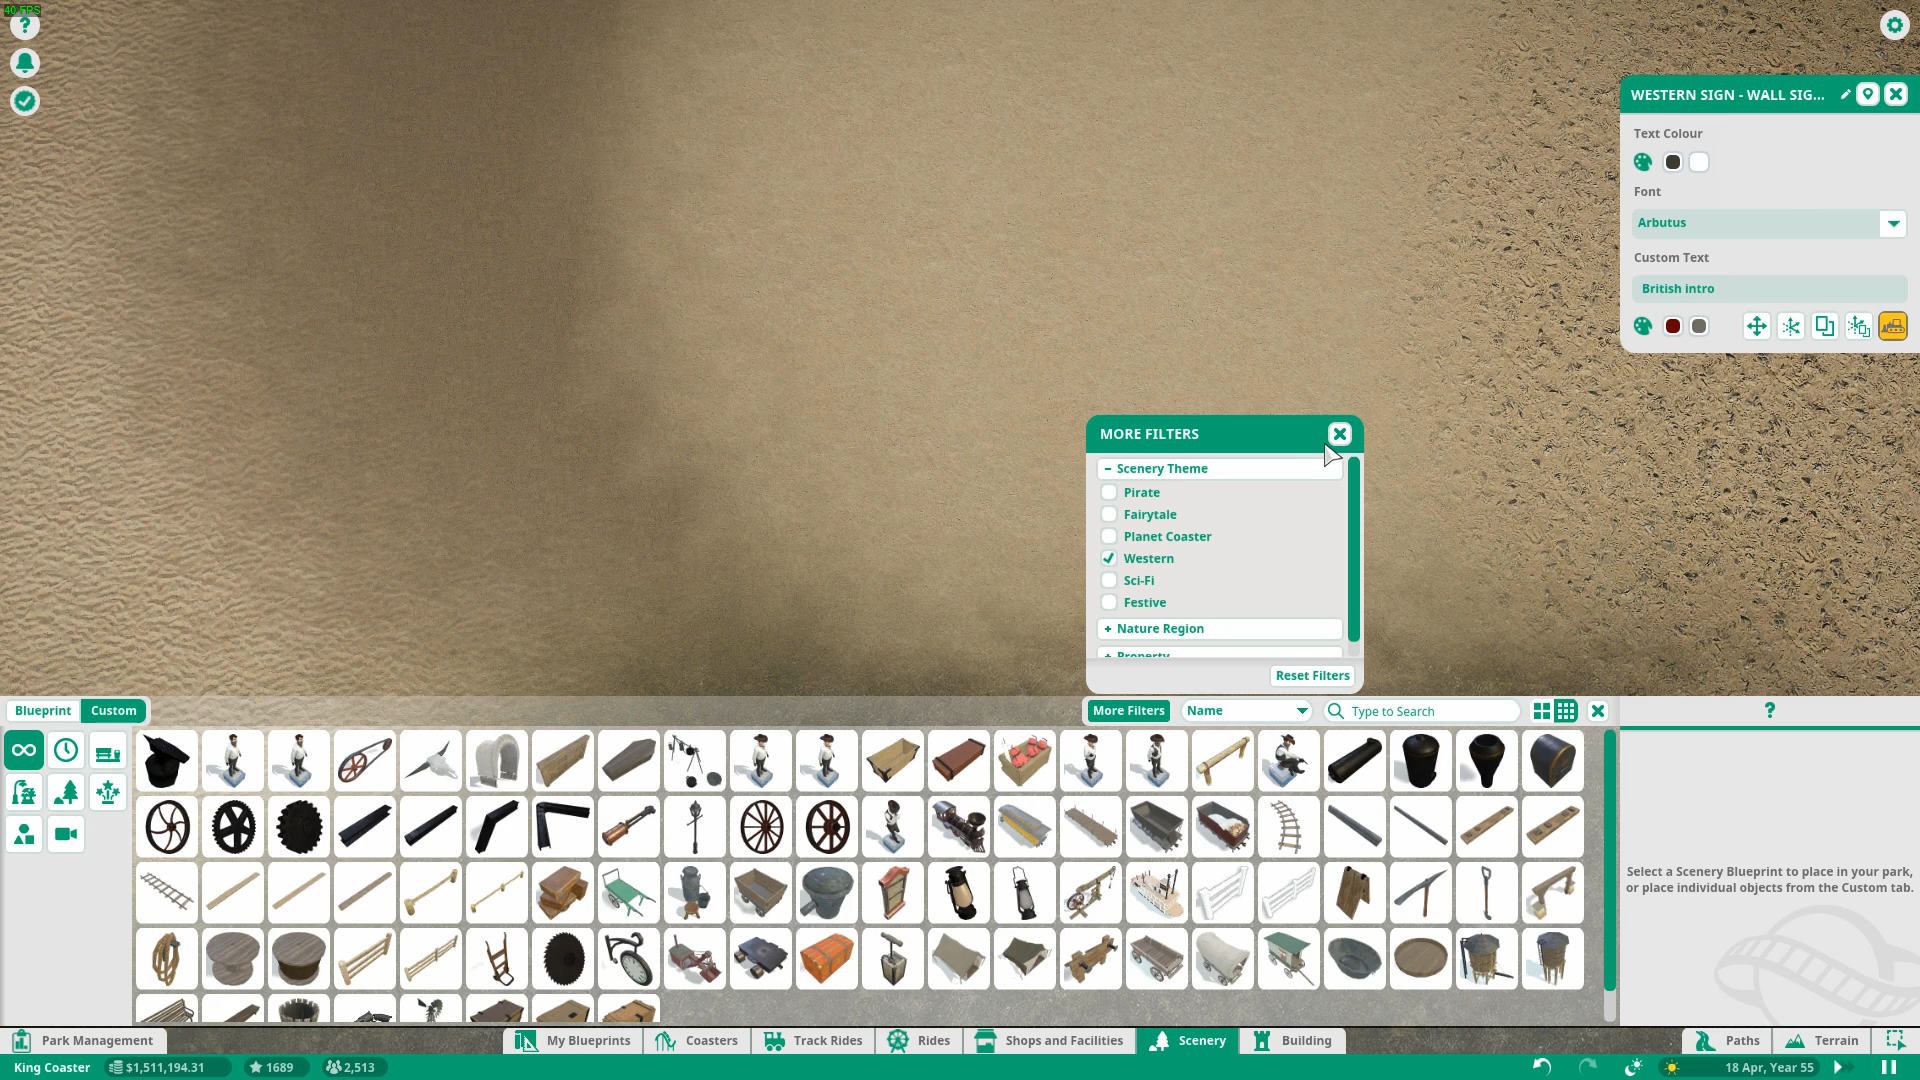 40 FPS
?
WESTERN SIGN - WALL SIG...
Text Colour
Font
Arbutus
Custom Text
British intro
MORE FILTERS
- Scenery Theme
Pirate
Fairytale
Planet Coaster
Western
Sci-Fi
Festive
+ Nature Region
+ Property
Reset Filters
Blueprint Custom
More Filters Name Type to Search
?
Select a Scenery Blueprint to place in your park,
or place individual objects from the Custom tab.
Park Management My Blueprints Coasters Track Rides Rides Shops and Facilities Scenery Building Paths Terrain
King Coaster $1,511,194.31 1689 2,513 18 Apr, Year 55